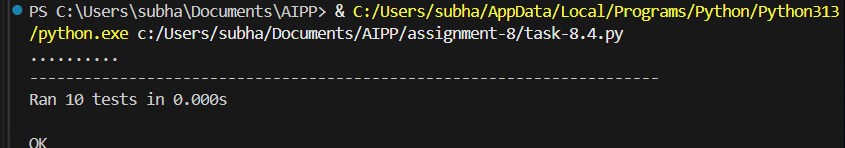 PS C:\Users\subha\Documents\AIPP> & C:/Users/subha/AppData/Local/Programs/Python/Python313
/python.exe c:/Users/subha/Documents/AIPP/assignment-8/task-8.4.py
..........
----------------------------------------------------------------------
Ran 10 tests in 0.000s
OK